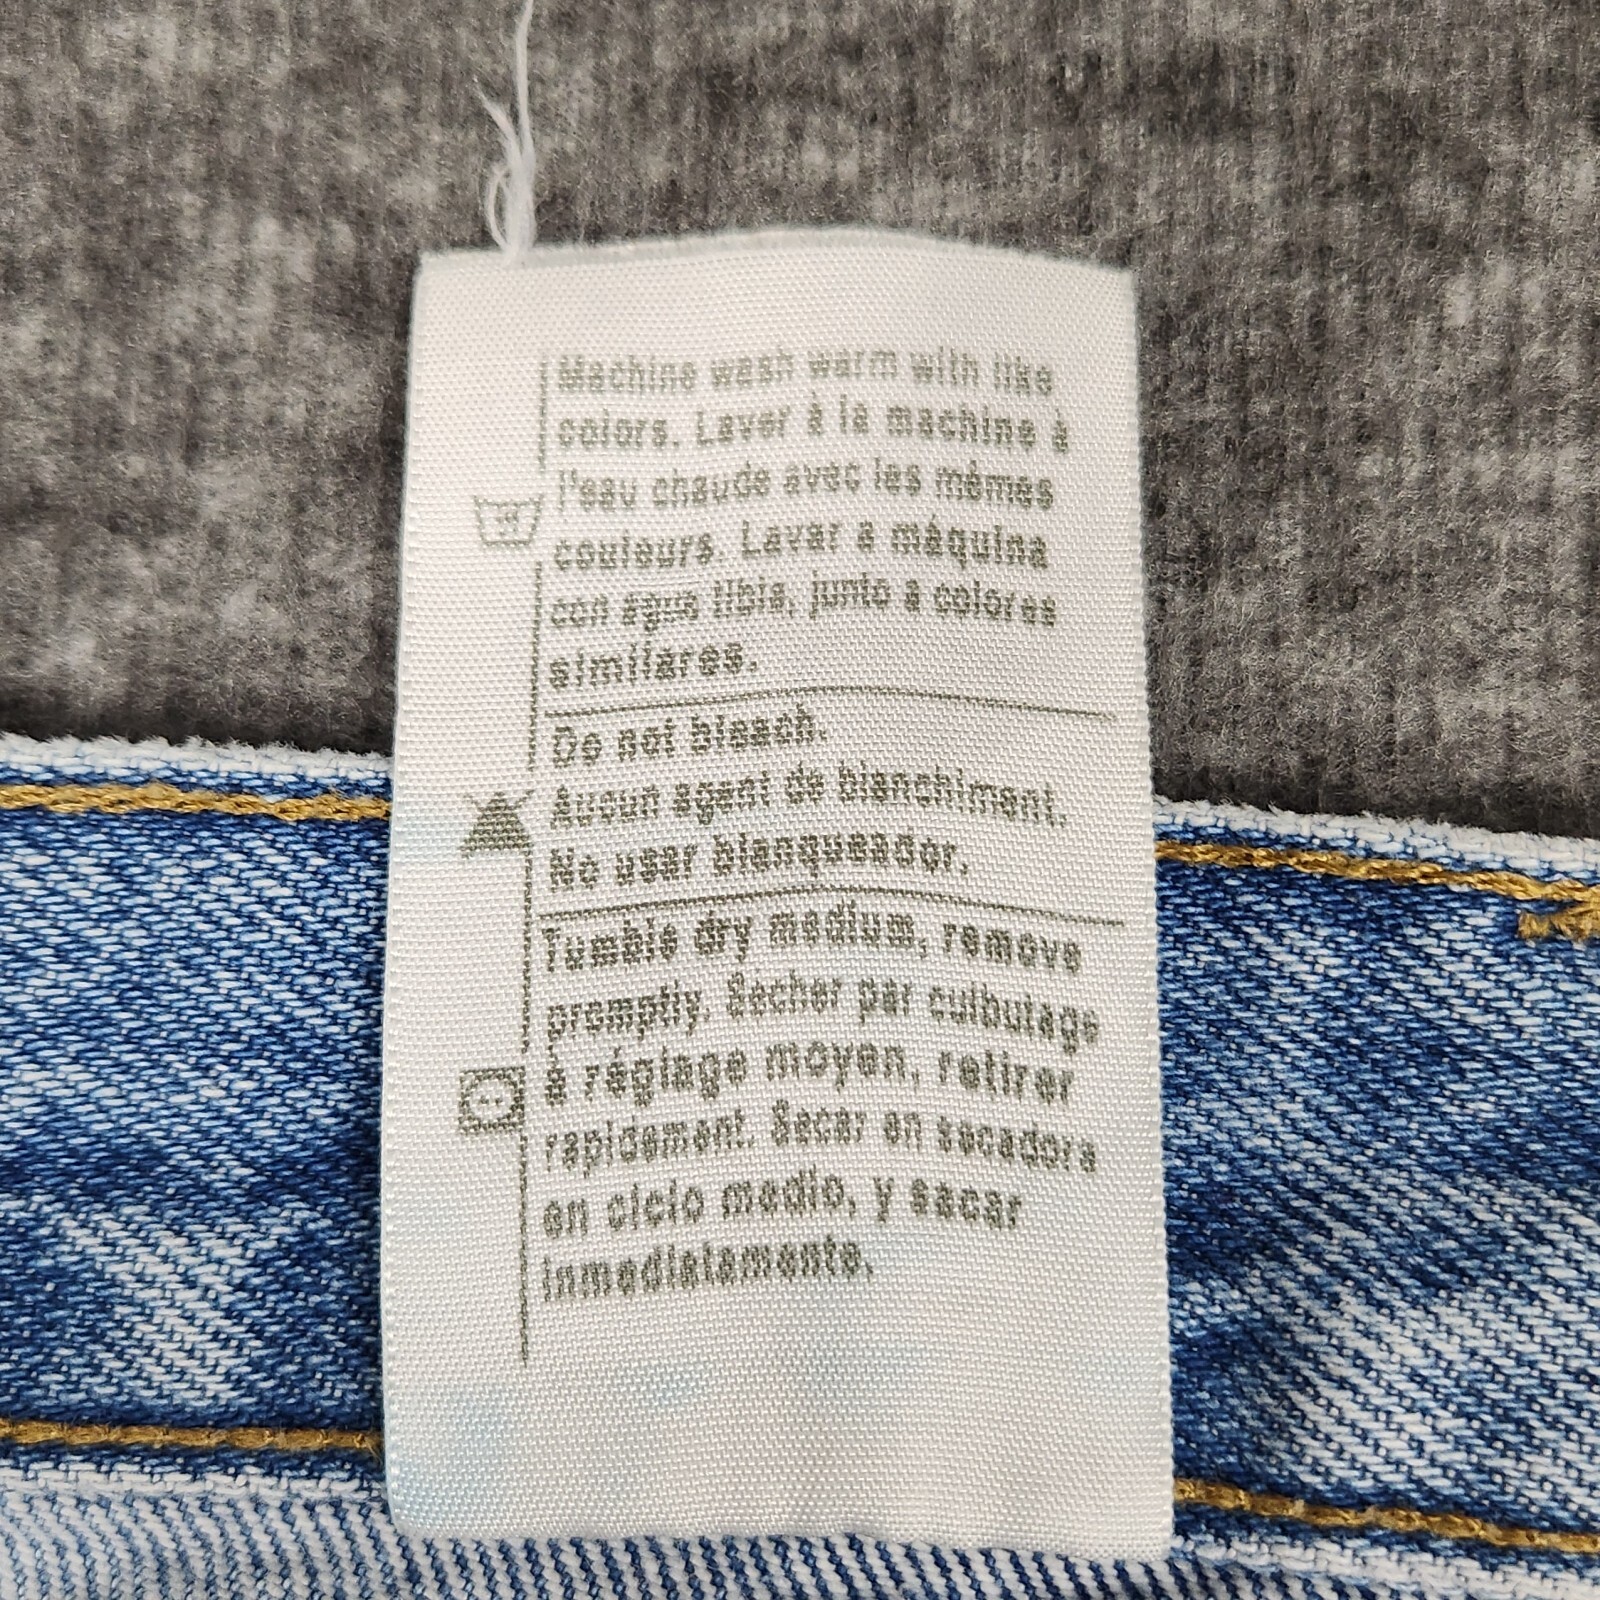 Machine wash warm with like
colors. Laver à la machine à
l'eau chaude avec les mêmes
couleurs. Lavar a máquina
con agua tibia, junto a colores
similares.
Do not bleach.
Aucun agent de blanchiment.
No usar blanqueador.
Tumble dry medium, remove
promptly. Sécher par culbutage
à réglage moyen, retirer
rapidement. Secar en secadora
en ciclo medio, y sacar
inmediatamente.